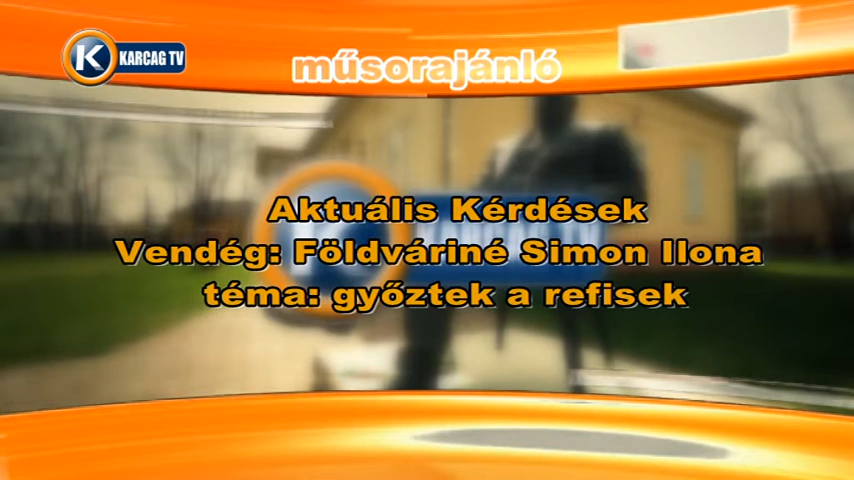 K KARCAG TV
műsorajánló
Aktuális Kérdések
Vendég: Földváriné Simon Ilona
téma: győztek a refisek